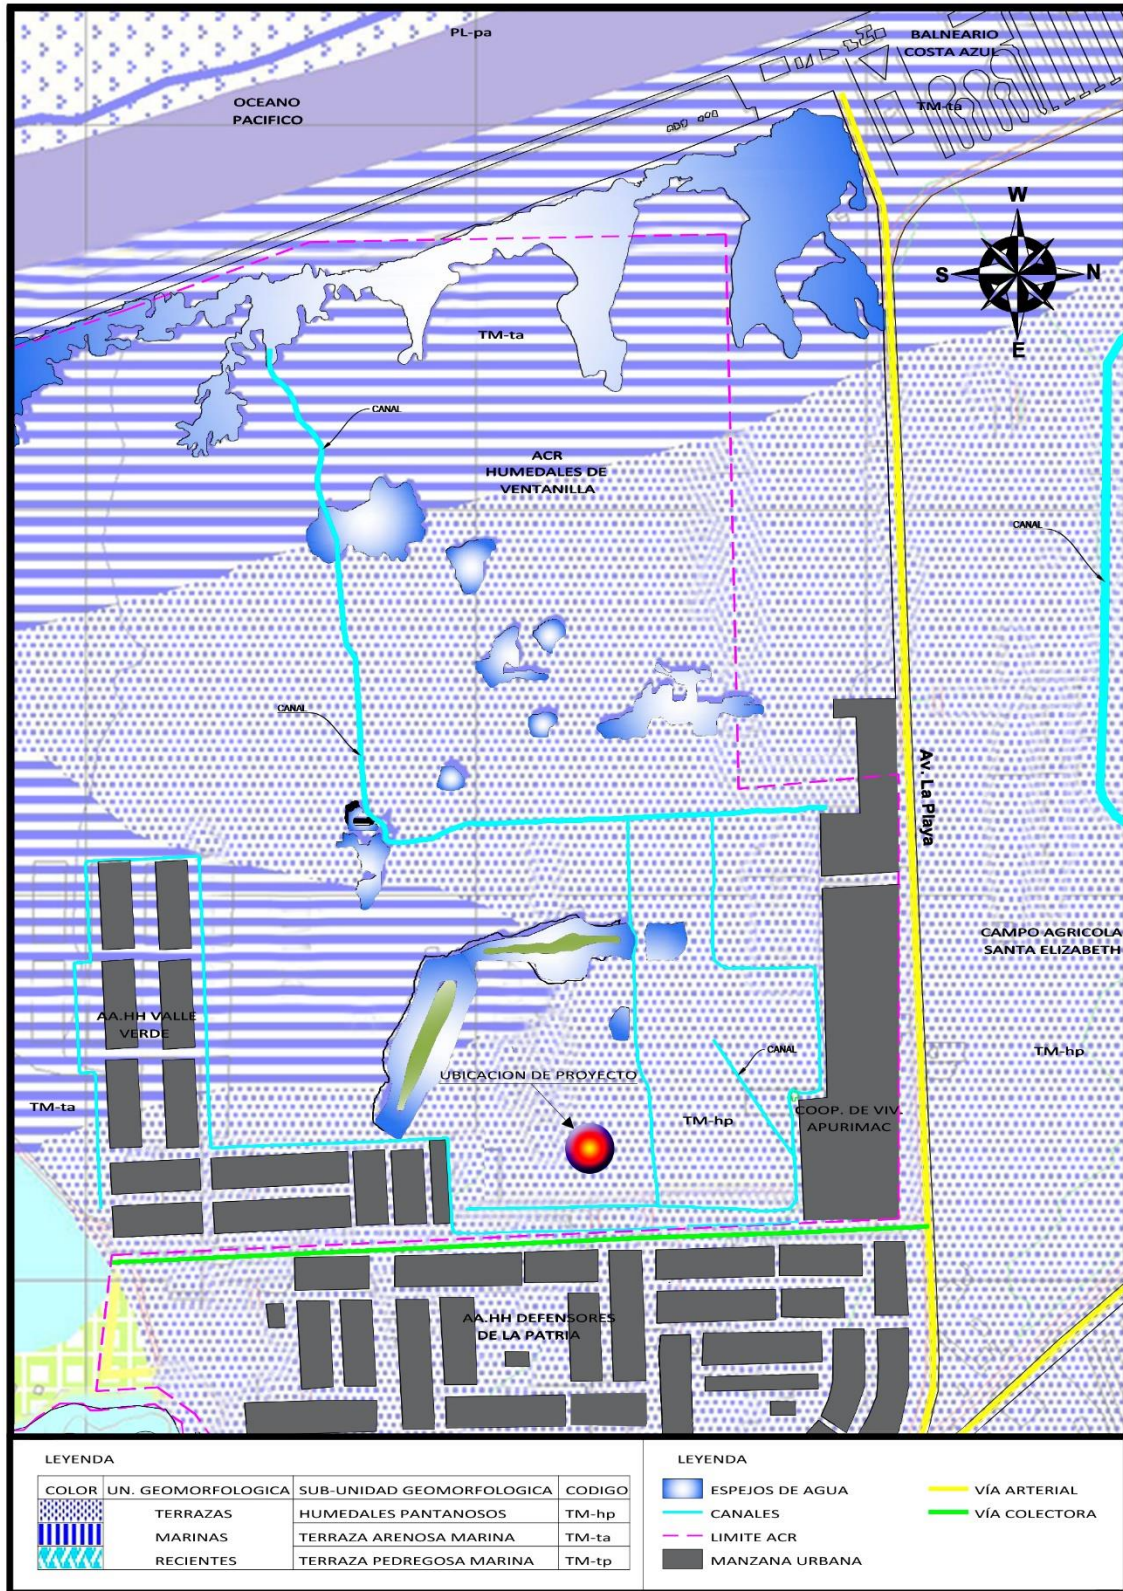 PL-pa
BALNEARIO
COSTA AZUL
TM-ta
OCEANO
PACIFICO
W
S
N
E
TM-ta
CANAL
ACR
HUMEDALES DE
VENTANILLA
CANAL
CANAL
Av. La Playa
CAMPO AGRICOLA
SANTA ELIZABETH
AA.HH VALLE
VERDE
TM-hp
CANAL
UBICACION DE PROYECTO
TM-ta
TM-hp
COOP. DE VIV.
APURIMAC
AA.HH DEFENSORES
DE LA PATRIA
LEYENDA
COLOR UN. GEOMORFOLOGICA SUB-UNIDAD GEOMORFOLOGICA CODIGO
TERRAZAS HUMEDALES PANTANOSOS TM-hp
MARINAS TERRAZA ARENOSA MARINA TM-ta
RECIENTES TERRAZA PEDREGOSA MARINA TM-tp
LEYENDA
ESPEJOS DE AGUA
CANALES
LIMITE ACR
MANZANA URBANA
VÍA ARTERIAL
VÍA COLECTORA